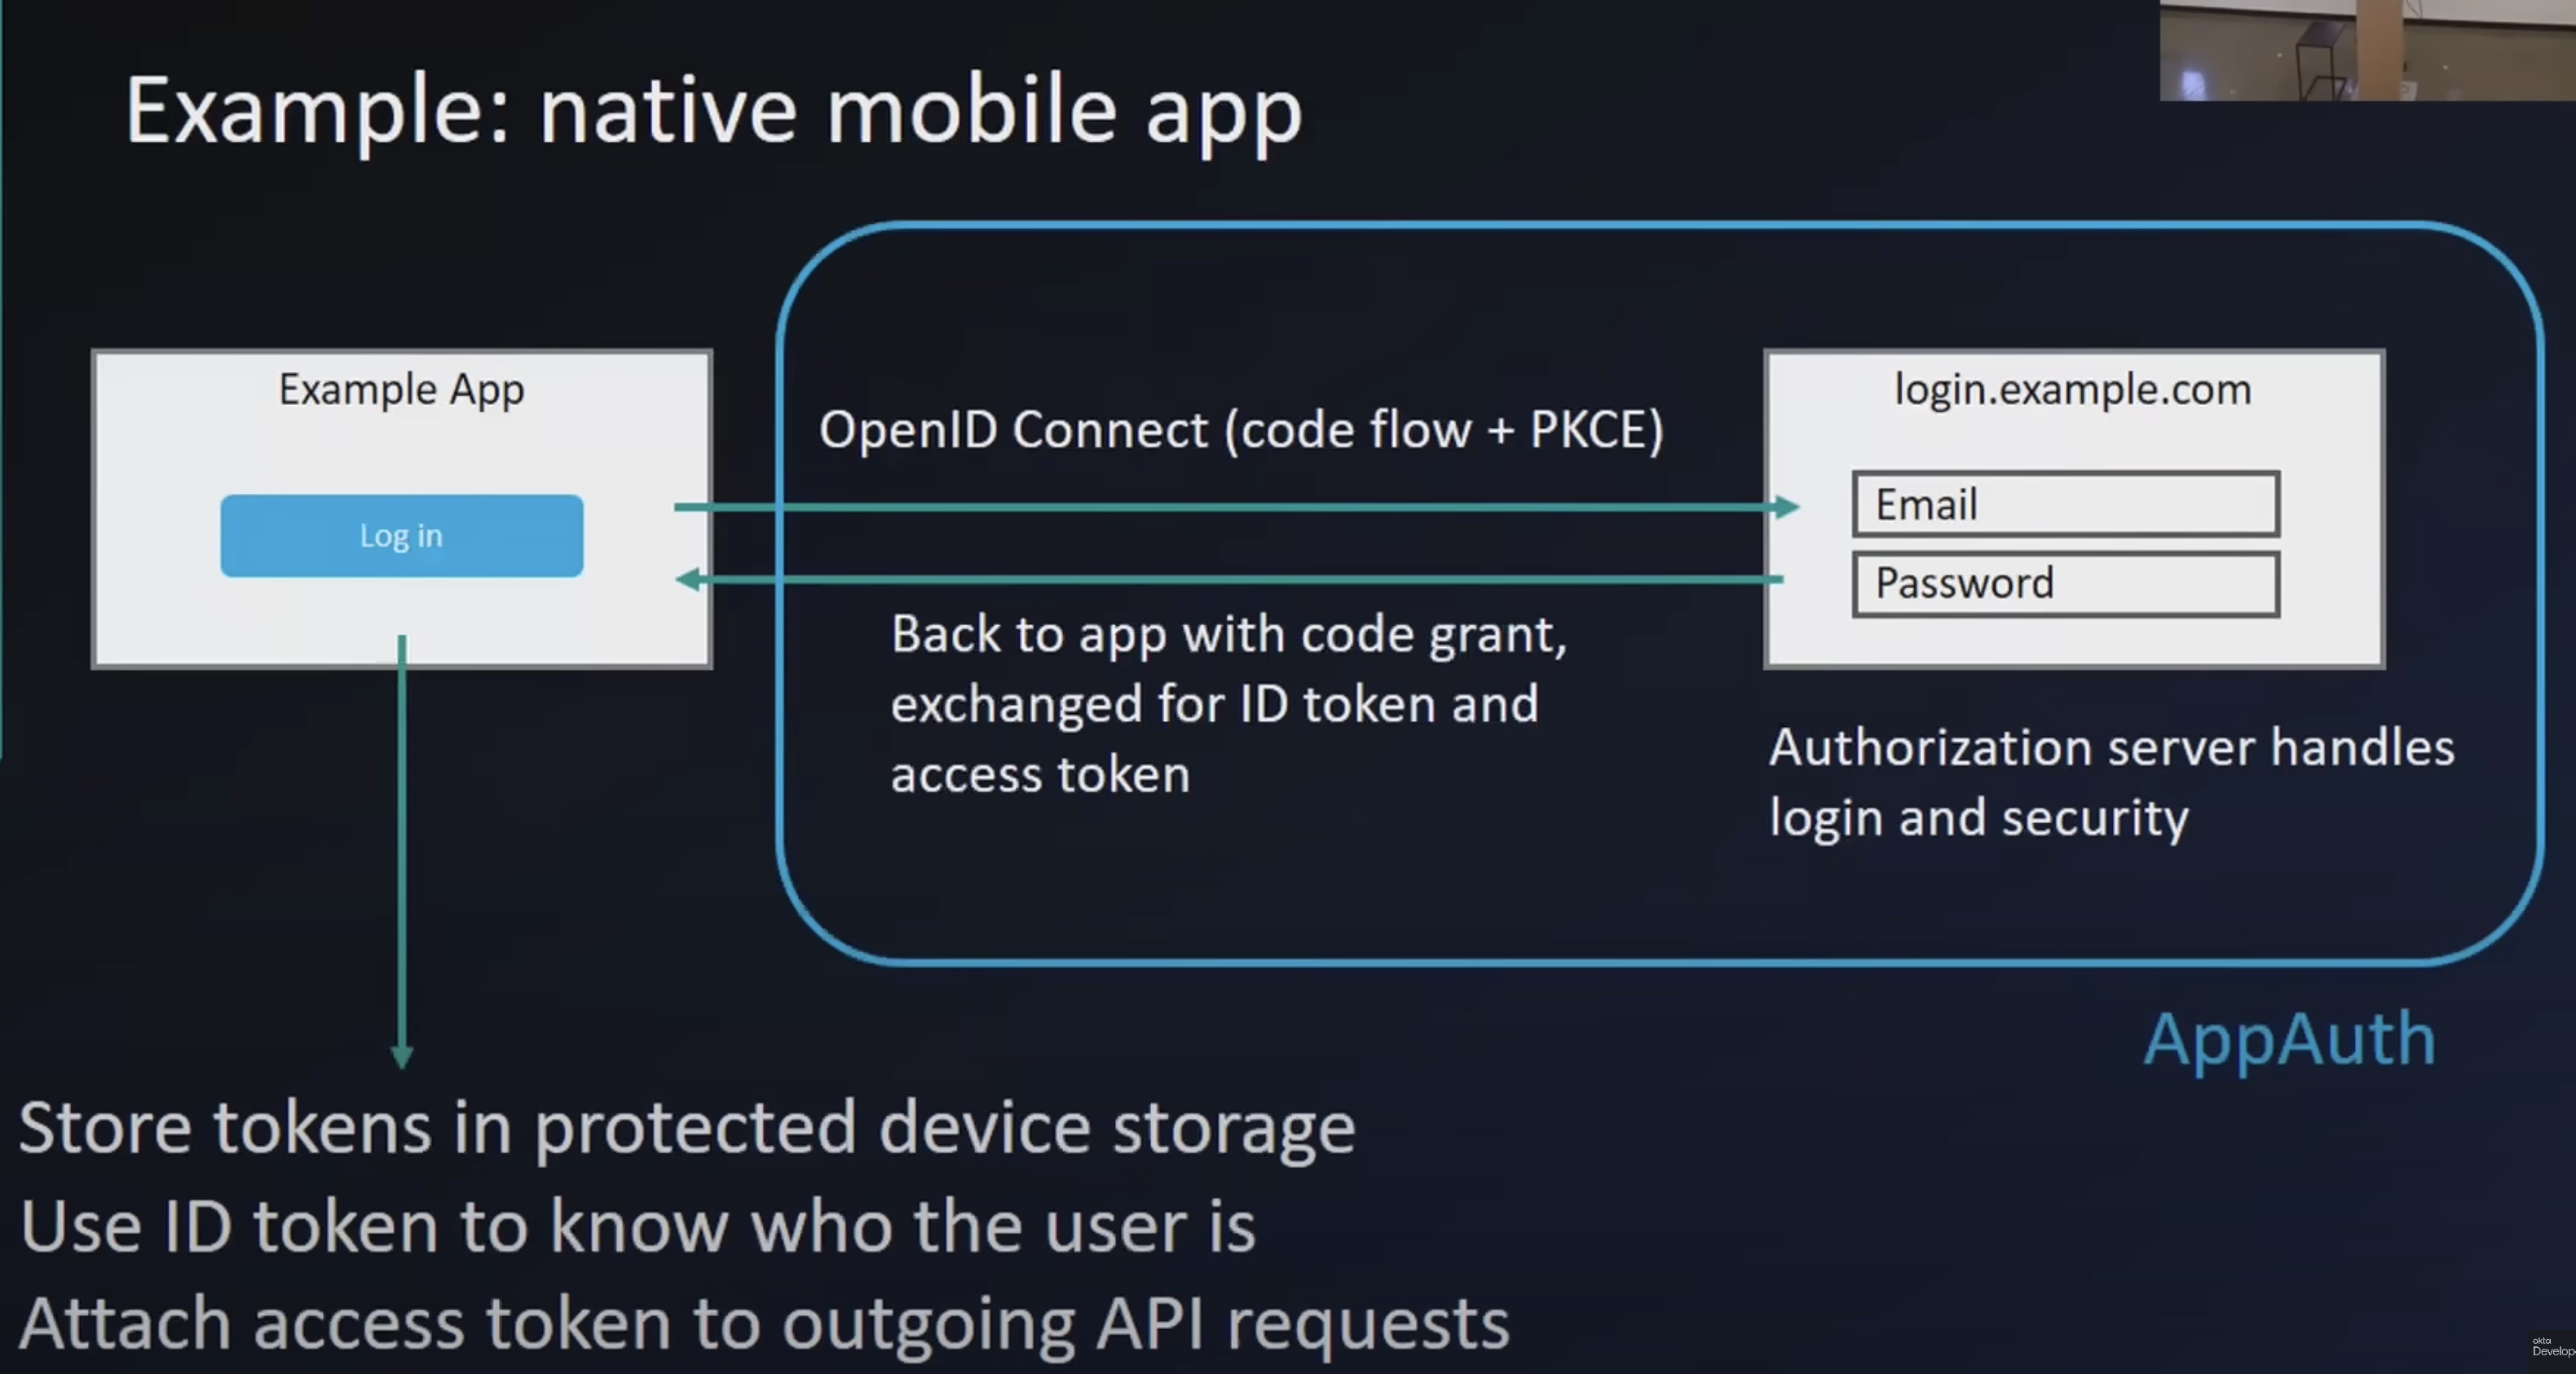 Example: native mobile app
Example App
Log in
OpenID Connect (code flow + PKCE)
Back to app with code grant,
exchanged for ID token and
access token
login.example.com
Email
Password
Authorization server handles
login and security
AppAuth
Store tokens in protected device storage
Use ID token to know who the user is
Attach access token to outgoing API requests
okta
Develop